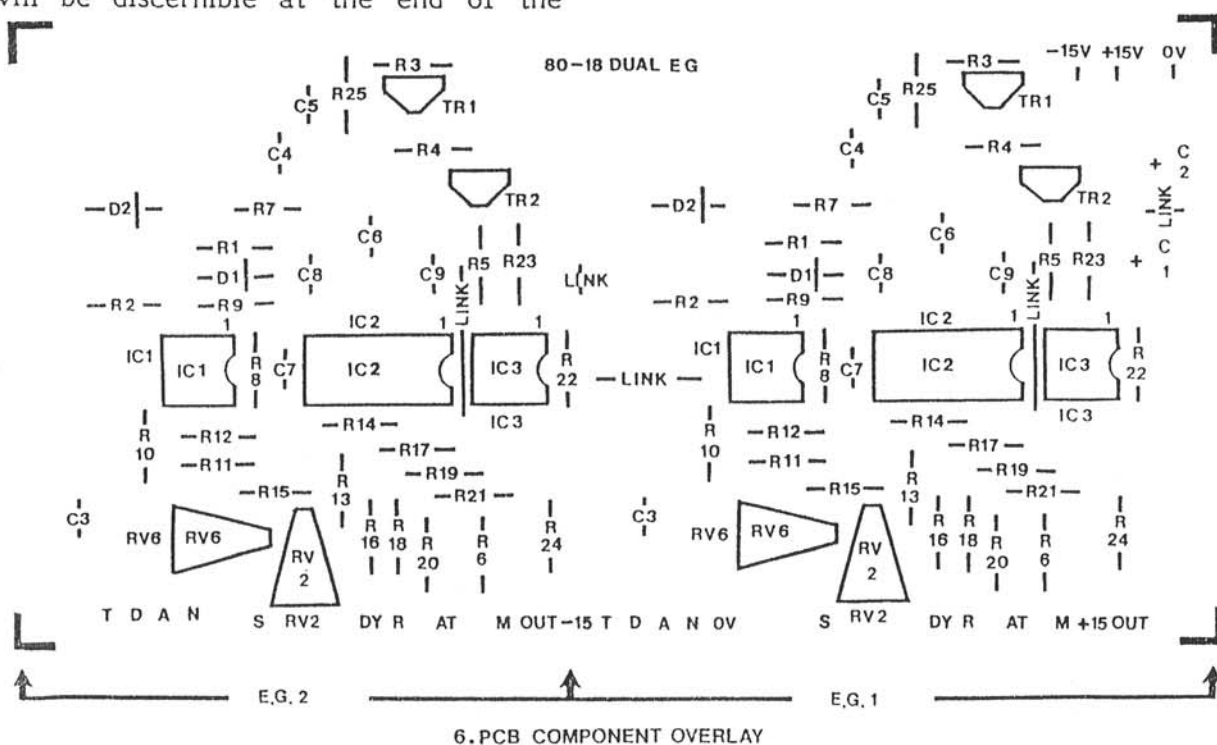 will be discernible at the end of the
R3 80-18 DUAL EG R3 -15V +15V 0V
R25 TR1 R25 TR1
C5 C5
C4 R4 C4 R4 + C2
D2 R7 TR2 D2 R7 TR2 LINK
C6 C6
R1 R5 R23 R1 R5 R23 + C1
D1 C8 C9 LINK D1 C8 C9
R2 R9 LINK R2 R9 LINK
1 IC2 1 1 1 IC2 1 1
IC1 IC1 R8 C7 IC2 IC3 R22 LINK IC1 IC1 R8 C7 IC2 IC3 R22
IC3 IC3
R10 R12 R14 R10 R12 R14
R17 R17
R11 R13 R19 R11 R13 R19
R15 R21 R15 R21
C3 RV6 RV6 RV2 R16 R18 R20 R6 R24 C3 RV6 RV6 RV2 R16 R18 R20 R6 R24
T D A N S RV2 DY R AT M OUT -15 T D A N 0V S RV2 DY R AT M +15 OUT
E.G. 2 E.G. 1
6.PCB COMPONENT OVERLAY